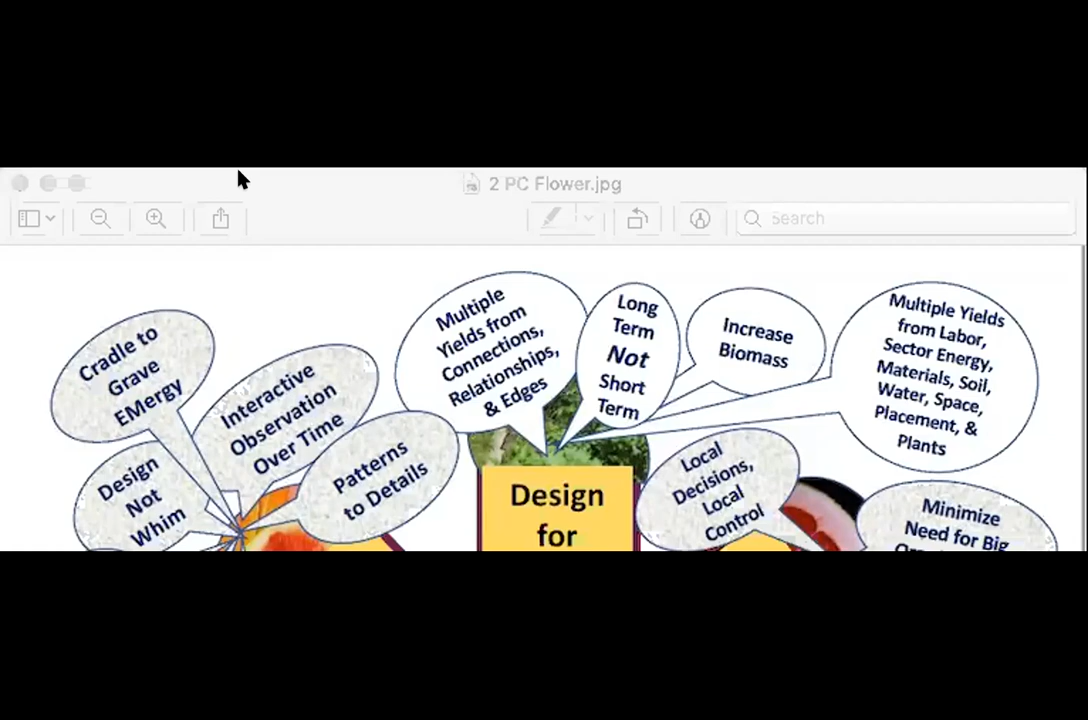 2 PC Flower.jpg
Search
Cradle to
Grave
EMergy
Interactive
Observation
Over Time
Patterns
to Details
Design
Not
Whim
Multiple
Yields from
Connections,
Relationships,
& Edges
Long
Term
Not
Short
Term
Increase
Biomass
Multiple Yields
from Labor,
Sector Energy,
Materials, Soil,
Water, Space,
Placement, &
Plants
Design
for
Local
Decisions,
Local
Control
Minimize
Need for Big